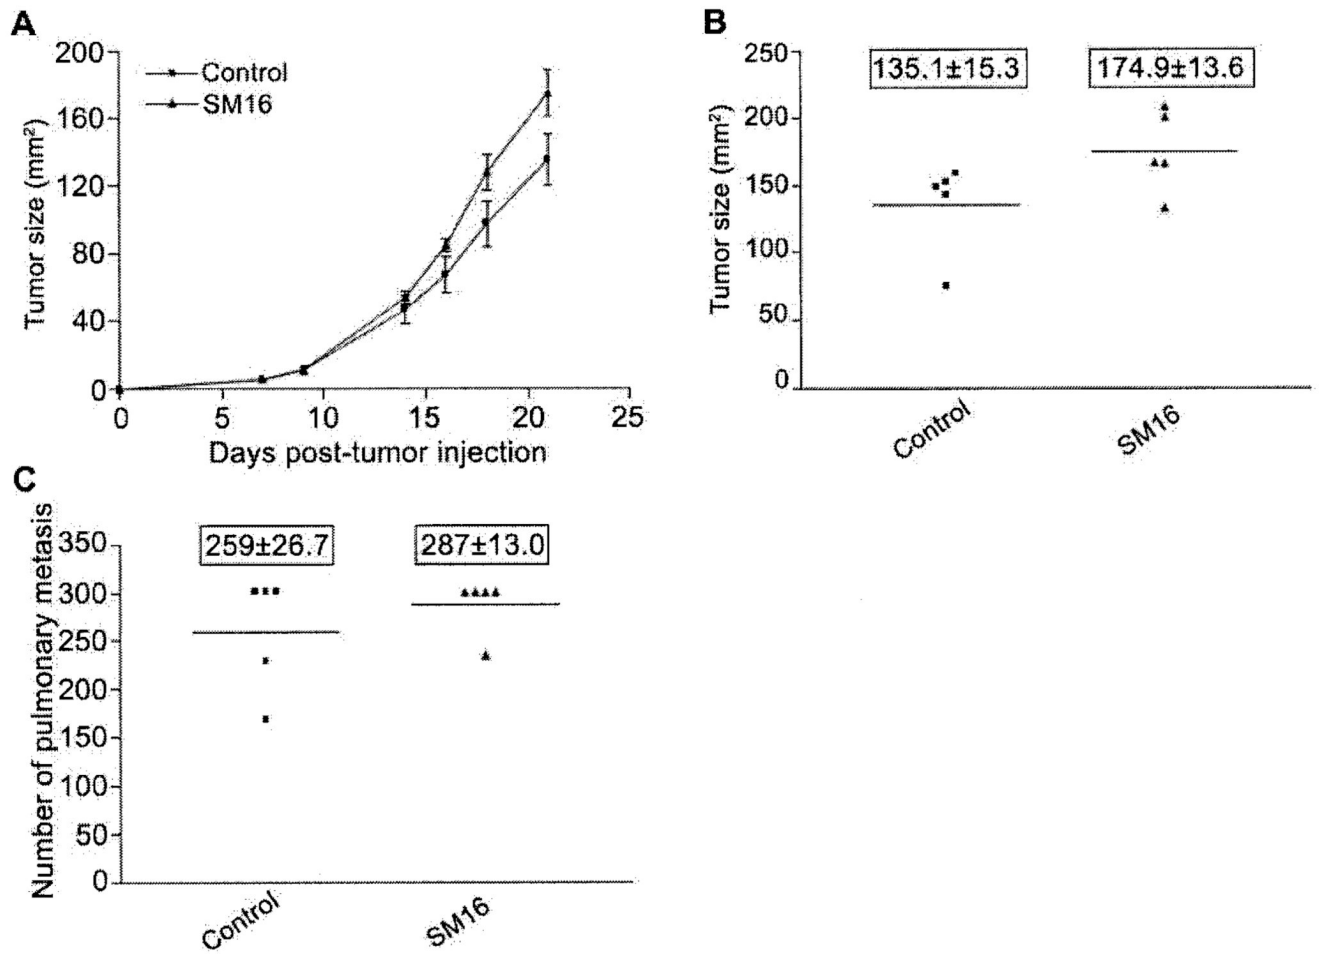 A
Tumor size (mm²)
200
160
120
80
40
0
Control
SM16
0 5 10 15 20 25
Days post-tumor injection
B
Tumor size (mm²)
250
200
150
100
50
0
135.1±15.3
174.9±13.6
Control
SM16
C
Number of pulmonary metasis
350
300
250
200
150
100
50
0
259±26.7
287±13.0
Control
SM16